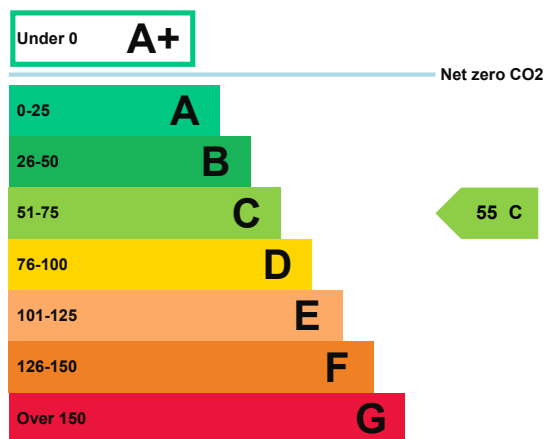 Under 0 A+
Net zero CO2
0-25 A
26-50 B
51-75 C 55 C
76-100 D
101-125 E
126-150 F
Over 150 G